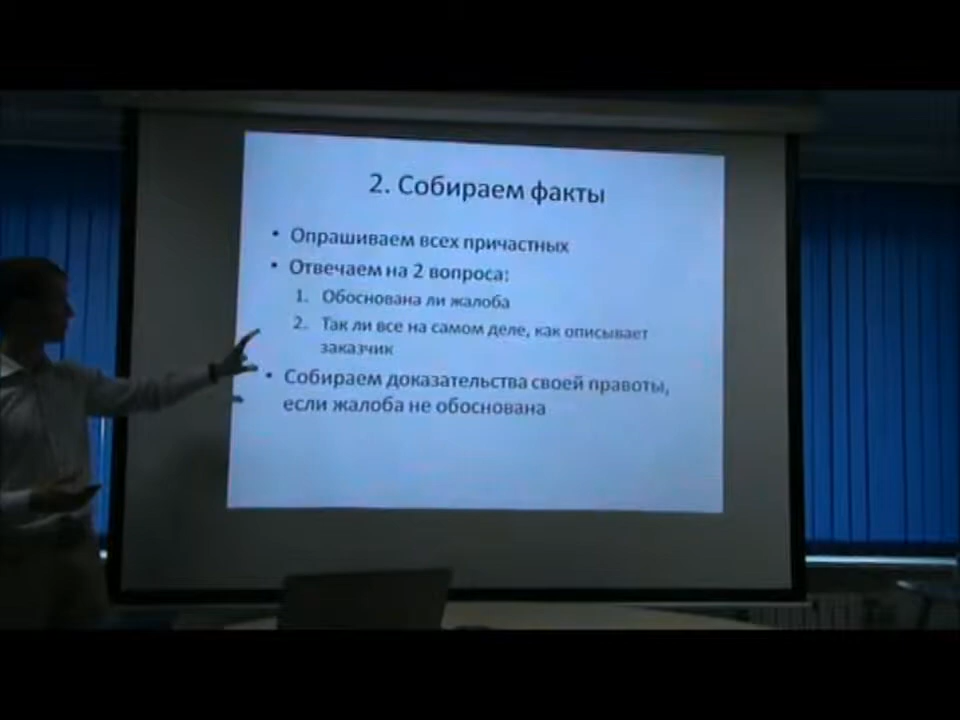 2. Собираем факты
• Опрашиваем всех причастных
• Отвечаем на 2 вопроса:
1. Обоснована ли жалоба
2. Так ли все на самом деле, как описывает
заказчик
• Собираем доказательства своей правоты,
если жалоба не обоснована